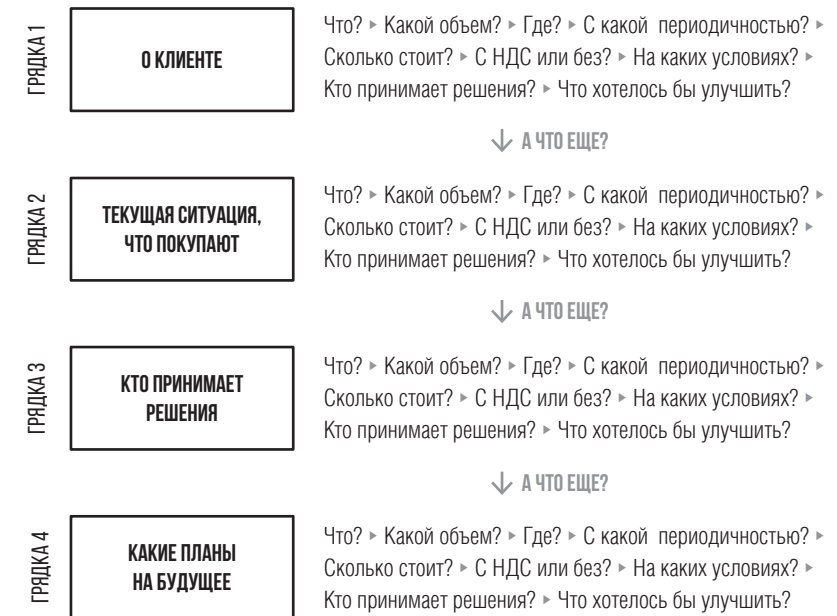 ГРЯДКА 1
О КЛИЕНТЕ
Что? ▸ Какой объем? ▸ Где? ▸ С какой периодичностью? ▸
Сколько стоит? ▸ С НДС или без? ▸ На каких условиях? ▸
Кто принимает решения? ▸ Что хотелось бы улучшить?
↓ А ЧТО ЕЩЕ?
ГРЯДКА 2
ТЕКУЩАЯ СИТУАЦИЯ,
ЧТО ПОКУПАЮТ
Что? ▸ Какой объем? ▸ Где? ▸ С какой периодичностью? ▸
Сколько стоит? ▸ С НДС или без? ▸ На каких условиях? ▸
Кто принимает решения? ▸ Что хотелось бы улучшить?
↓ А ЧТО ЕЩЕ?
ГРЯДКА 3
КТО ПРИНИМАЕТ
РЕШЕНИЯ
Что? ▸ Какой объем? ▸ Где? ▸ С какой периодичностью? ▸
Сколько стоит? ▸ С НДС или без? ▸ На каких условиях? ▸
Кто принимает решения? ▸ Что хотелось бы улучшить?
↓ А ЧТО ЕЩЕ?
ГРЯДКА 4
КАКИЕ ПЛАНЫ
НА БУДУЩЕЕ
Что? ▸ Какой объем? ▸ Где? ▸ С какой периодичностью? ▸
Сколько стоит? ▸ С НДС или без? ▸ На каких условиях? ▸
Кто принимает решения? ▸ Что хотелось бы улучшить?